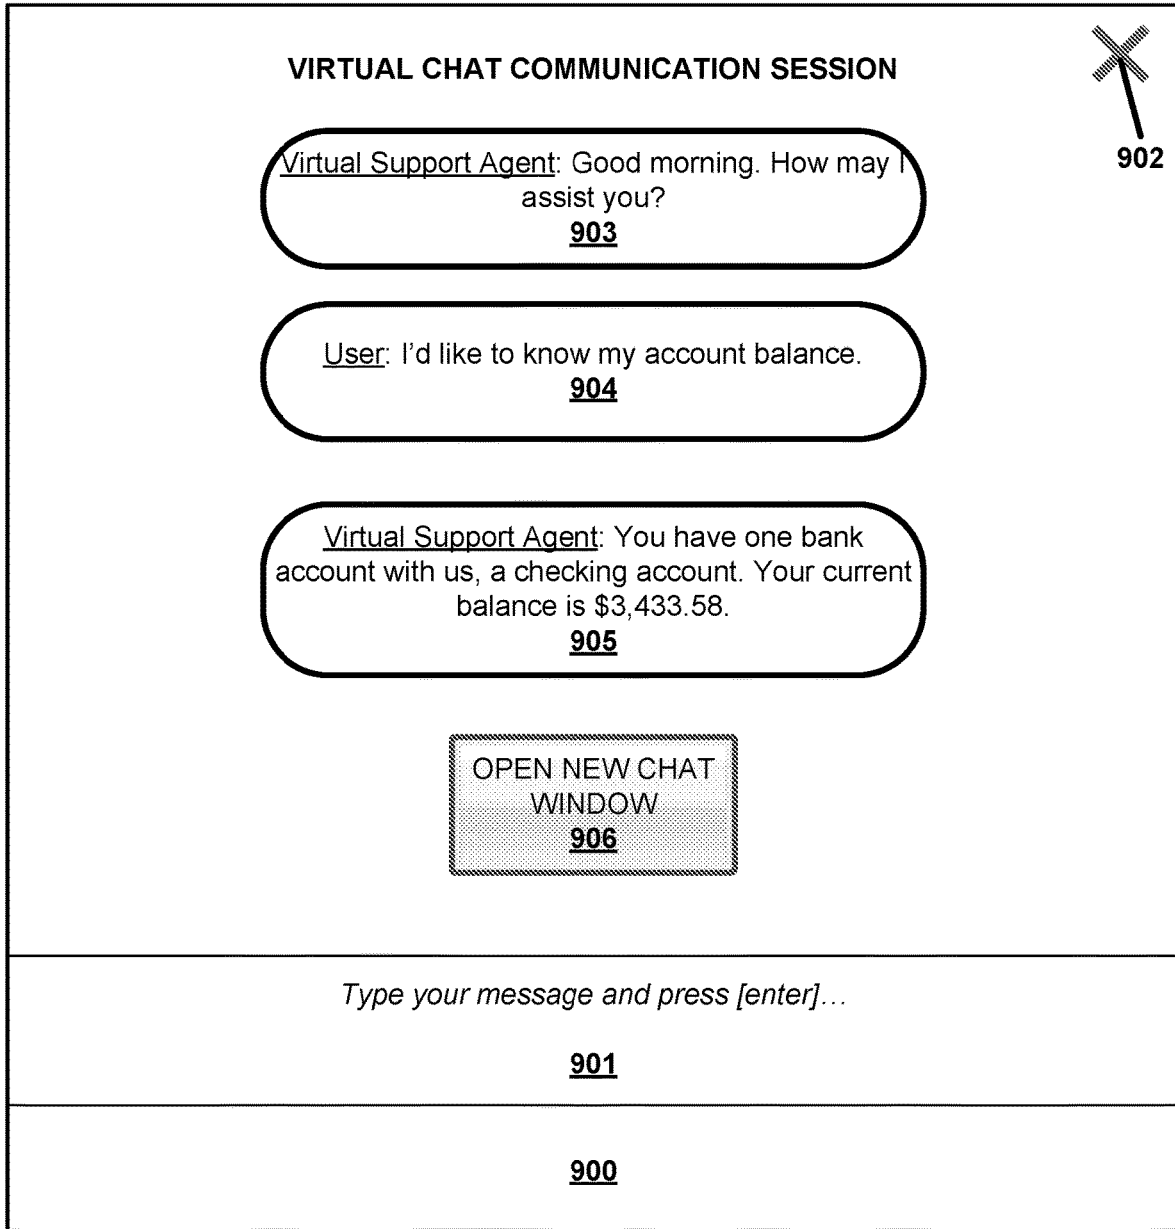 VIRTUAL CHAT COMMUNICATION SESSION
902
Virtual Support Agent: Good morning. How may I
assist you?
903
User: I’d like to know my account balance.
904
Virtual Support Agent: You have one bank
account with us, a checking account. Your current
balance is $3,433.58.
905
OPEN NEW CHAT
WINDOW
906
Type your message and press [enter]…
901
900